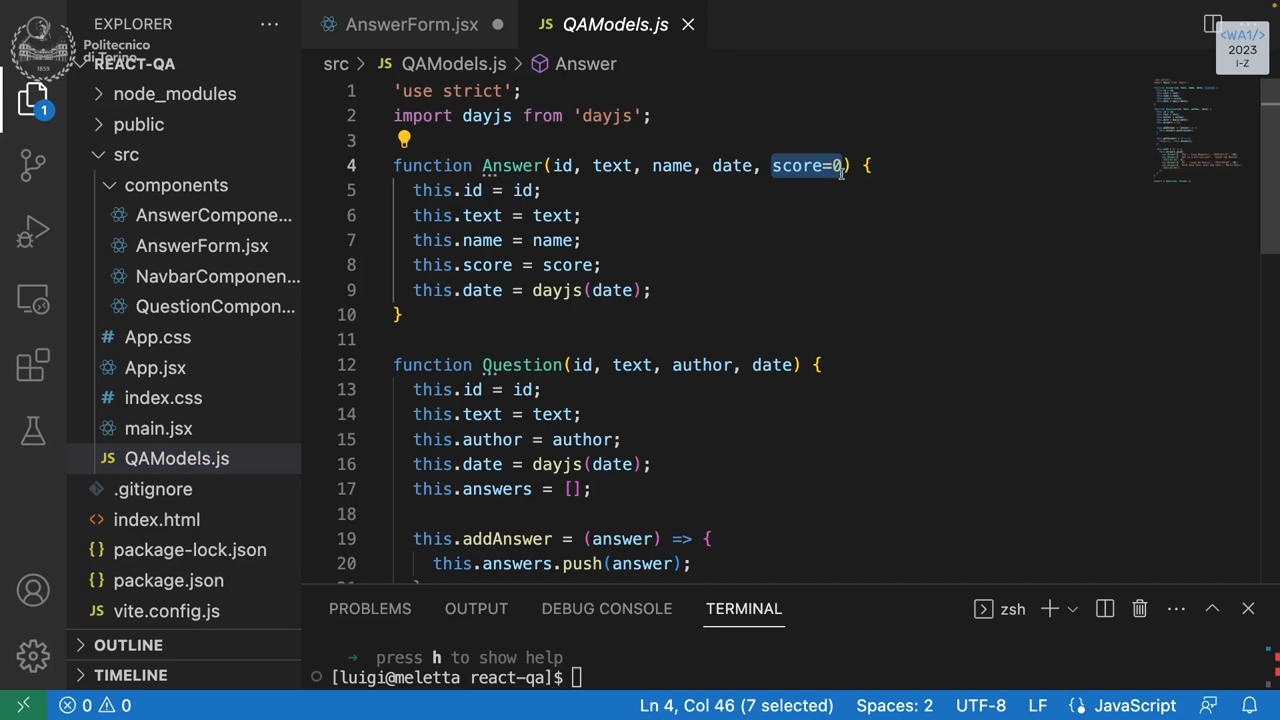 EXPLORER
Politecnico
di Torino
1859
REACT-QA
node_modules
public
src
components
AnswerCompone...
AnswerForm.jsx
NavbarComponen...
QuestionCompon...
# App.css
App.jsx
# index.css
main.jsx
JS QAModels.js
.gitignore
<> index.html
{} package-lock.json
{} package.json
JS vite.config.js
OUTLINE
TIMELINE
1
AnswerForm.jsx
JS QAModels.js
<WA1/>
2023
I-Z
src > JS QAModels.js > Answer
1 'use strict';
2 import dayjs from 'dayjs';
3
4 function Answer(id, text, name, date, score=0) {
5 this.id = id;
6 this.text = text;
7 this.name = name;
8 this.score = score;
9 this.date = dayjs(date);
10 }
11
12 function Question(id, text, author, date) {
13 this.id = id;
14 this.text = text;
15 this.author = author;
16 this.date = dayjs(date);
17 this.answers = [];
18
19 this.addAnswer = (answer) => {
20 this.answers.push(answer);
PROBLEMS OUTPUT DEBUG CONSOLE TERMINAL
zsh
→ press h to show help
[luigi@meletta react-qa]$
0 0
Ln 4, Col 46 (7 selected) Spaces: 2 UTF-8 LF {} JavaScript